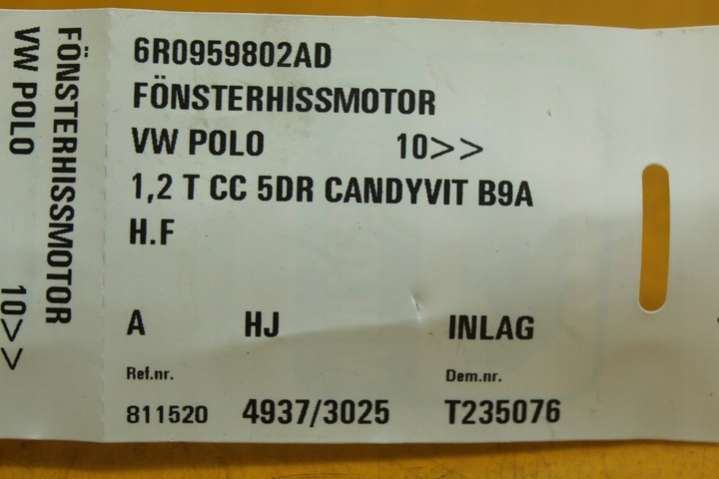 FÖNSTERHISSMOTOR
VW POLO 10>>
6R0959802AD
FÖNSTERHISSMOTOR
VW POLO 10>>
1,2 T CC 5DR CANDYVIT B9A
H.F
A HJ INLAG
Ref.nr. Dem.nr.
811520 4937/3025 T235076